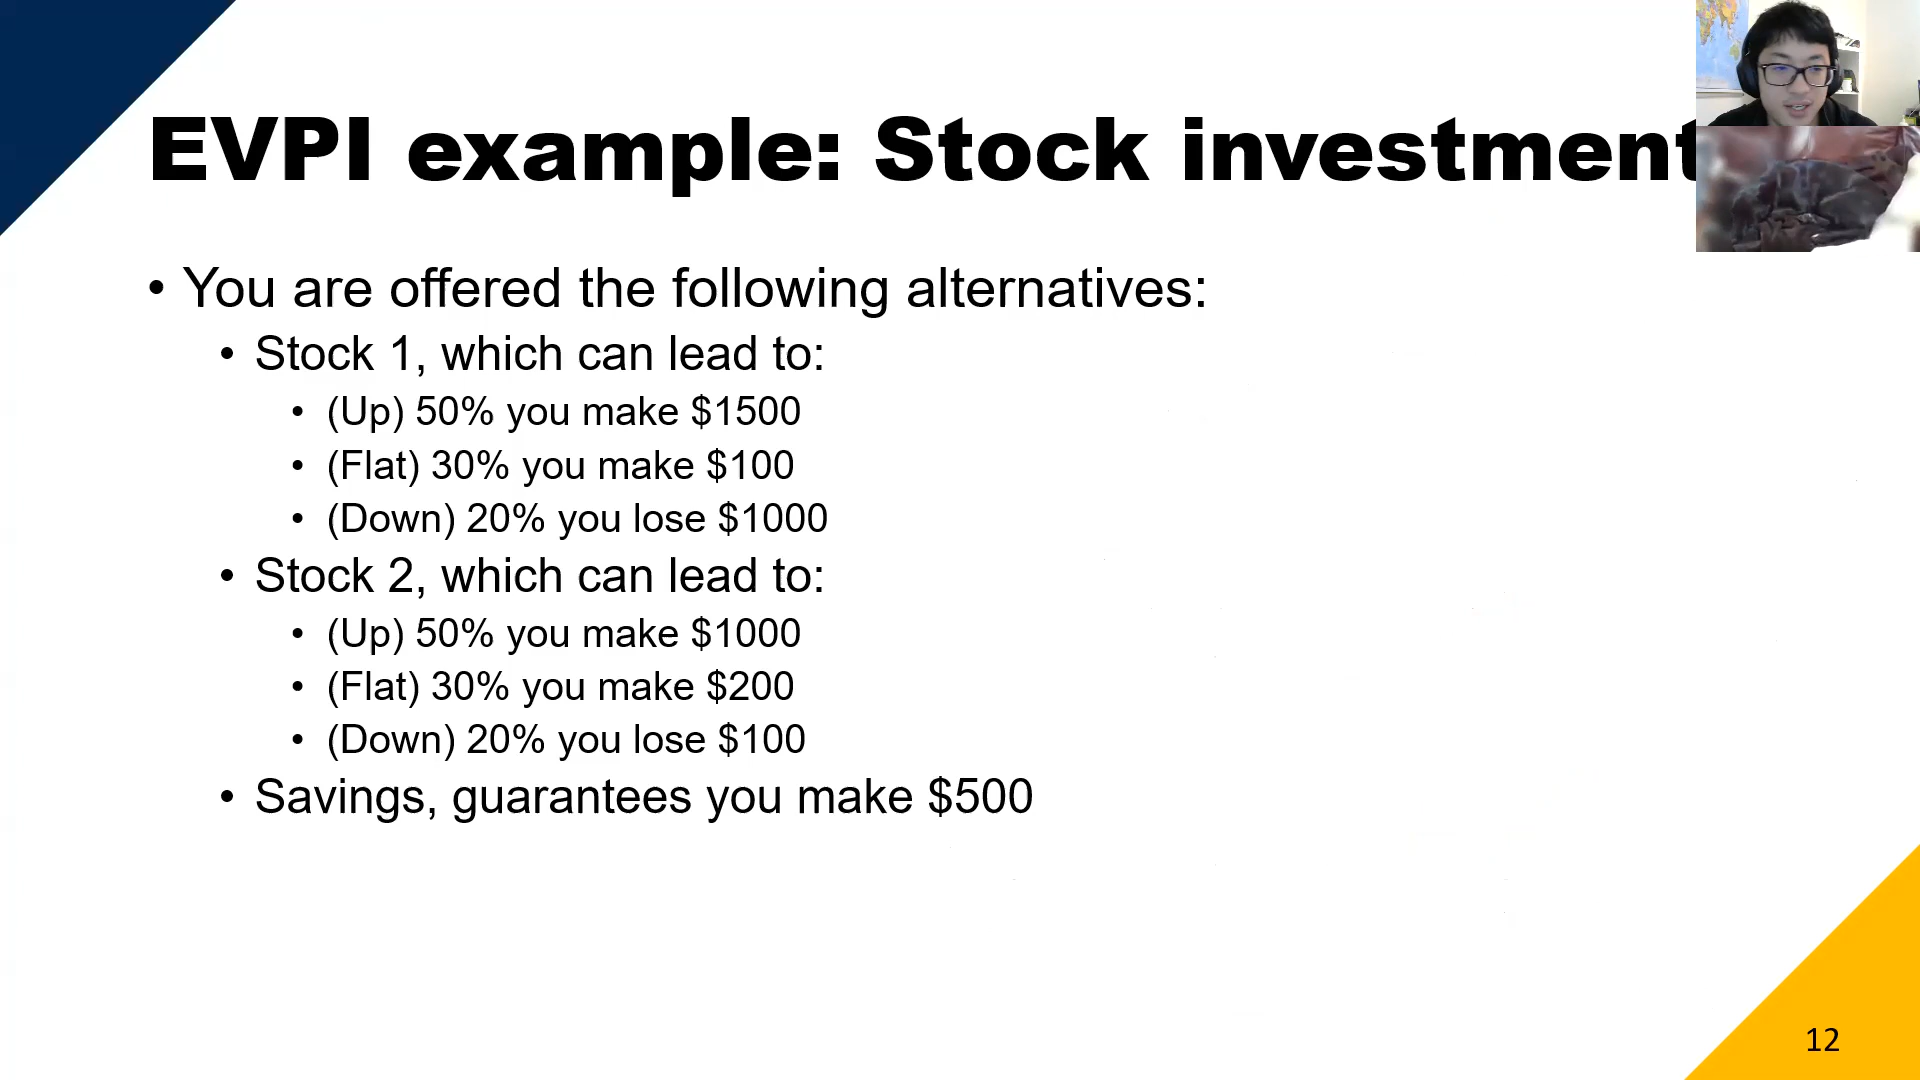 EVPI example: Stock investment
• You are offered the following alternatives:
• Stock 1, which can lead to:
• (Up) 50% you make $1500
• (Flat) 30% you make $100
• (Down) 20% you lose $1000
• Stock 2, which can lead to:
• (Up) 50% you make $1000
• (Flat) 30% you make $200
• (Down) 20% you lose $100
• Savings, guarantees you make $500
12